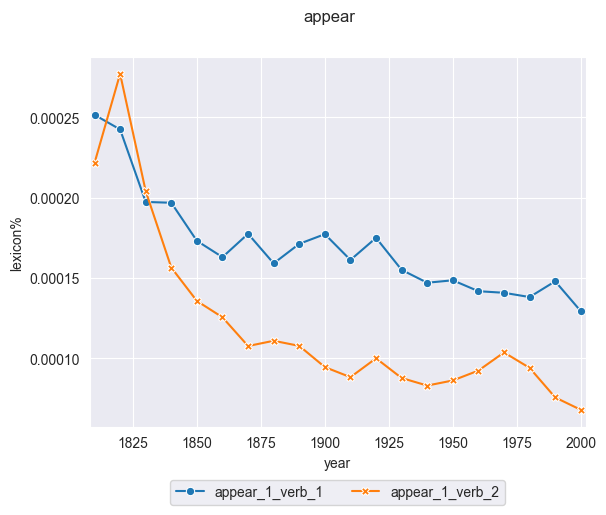 appear
0.00025
0.00020
0.00015
0.00010
lexicon%
1825 1850 1875 1900 1925 1950 1975 2000
year
appear_1_verb_1 appear_1_verb_2